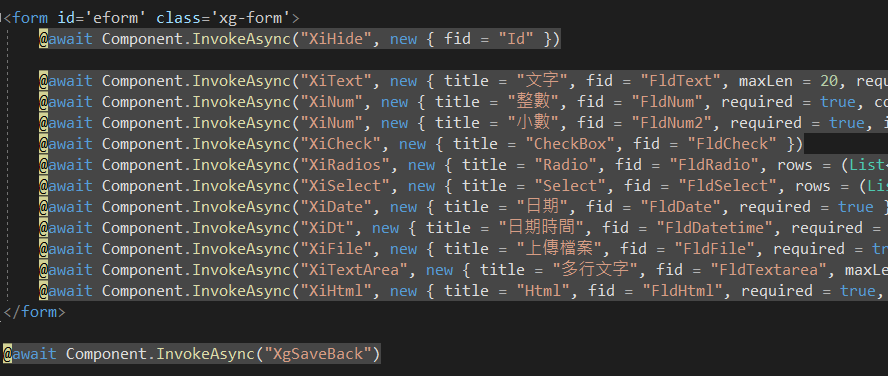 <form id='eform' class='xg-form'>
@await Component.InvokeAsync("XiHide", new { fid = "Id" })
@await Component.InvokeAsync("XiText", new { title = "文字", fid = "FldText", maxLen = 20, requ
@await Component.InvokeAsync("XiNum", new { title = "整數", fid = "FldNum", required = true, co
@await Component.InvokeAsync("XiNum", new { title = "小數", fid = "FldNum2", required = true, i
@await Component.InvokeAsync("XiCheck", new { title = "CheckBox", fid = "FldCheck" })
@await Component.InvokeAsync("XiRadios", new { title = "Radio", fid = "FldRadio", rows = (List<
@await Component.InvokeAsync("XiSelect", new { title = "Select", fid = "FldSelect", rows = (Lis
@await Component.InvokeAsync("XiDate", new { title = "日期", fid = "FldDate", required = true }
@await Component.InvokeAsync("XiDt", new { title = "日期時間", fid = "FldDatetime", required =
@await Component.InvokeAsync("XiFile", new { title = "上傳檔案", fid = "FldFile", required = tr
@await Component.InvokeAsync("XiTextArea", new { title = "多行文字", fid = "FldTextarea", maxLe
@await Component.InvokeAsync("XiHtml", new { title = "Html", fid = "FldHtml", required = true,
</form>
@await Component.InvokeAsync("XgSaveBack")